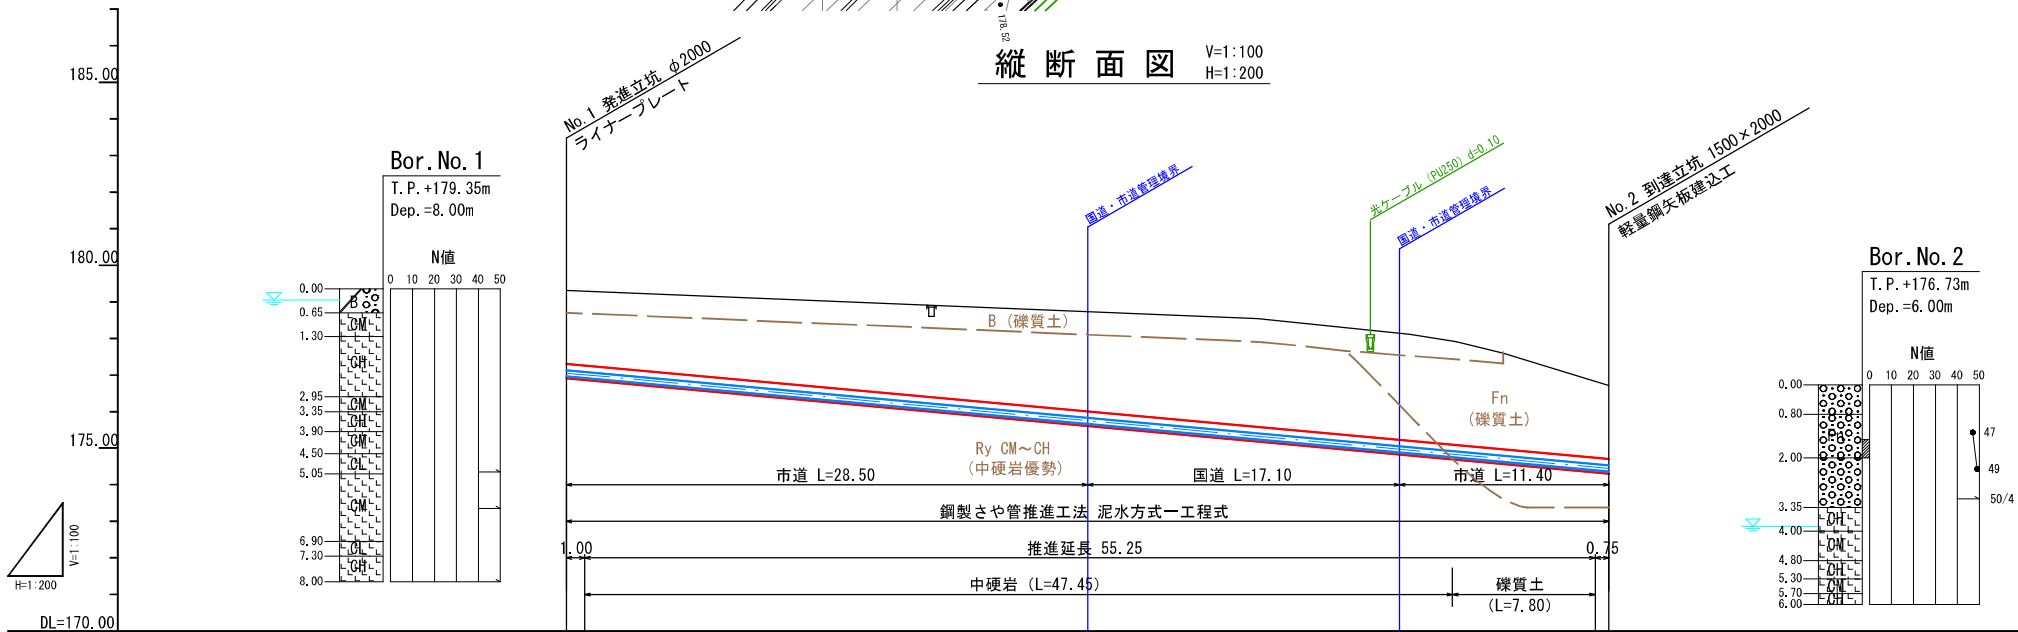 178.52
縦断面図
V=1:100
H=1:200
185.00
180.00
175.00
DL=170.00
V=1:100
H=1:200
Bor.No.1
T.P.+179.35m
Dep.=8.00m
N値
0 10 20 30 40 50
0.00
0.65
1.30
2.95
3.35
3.90
4.50
5.05
6.90
7.30
8.00
B
CM
CH
CM
CH
CM
CL
CM
CL
CH
No.1 発進立坑 φ2000
ライナープレート
国道・市道管理境界
光ケーブル (PU250) d=0.10
国道・市道管理境界
No.2 到達立坑 1500×2000
軽量鋼矢板建込工
B (礫質土)
Fn
(礫質土)
Ry CM～CH
(中硬岩優勢)
市道 L=28.50
国道 L=17.10
市道 L=11.40
鋼製さや管推進工法 泥水方式一工程式
1.00
推進延長 55.25
0.75
中硬岩 (L=47.45)
礫質土
(L=7.80)
Bor.No.2
T.P.+176.73m
Dep.=6.00m
N値
0 10 20 30 40 50
0.00
0.80
2.00
3.35
4.00
4.80
5.30
5.70
6.00
Fn
CH
CM
CH
CM
CH
47
49
50/4